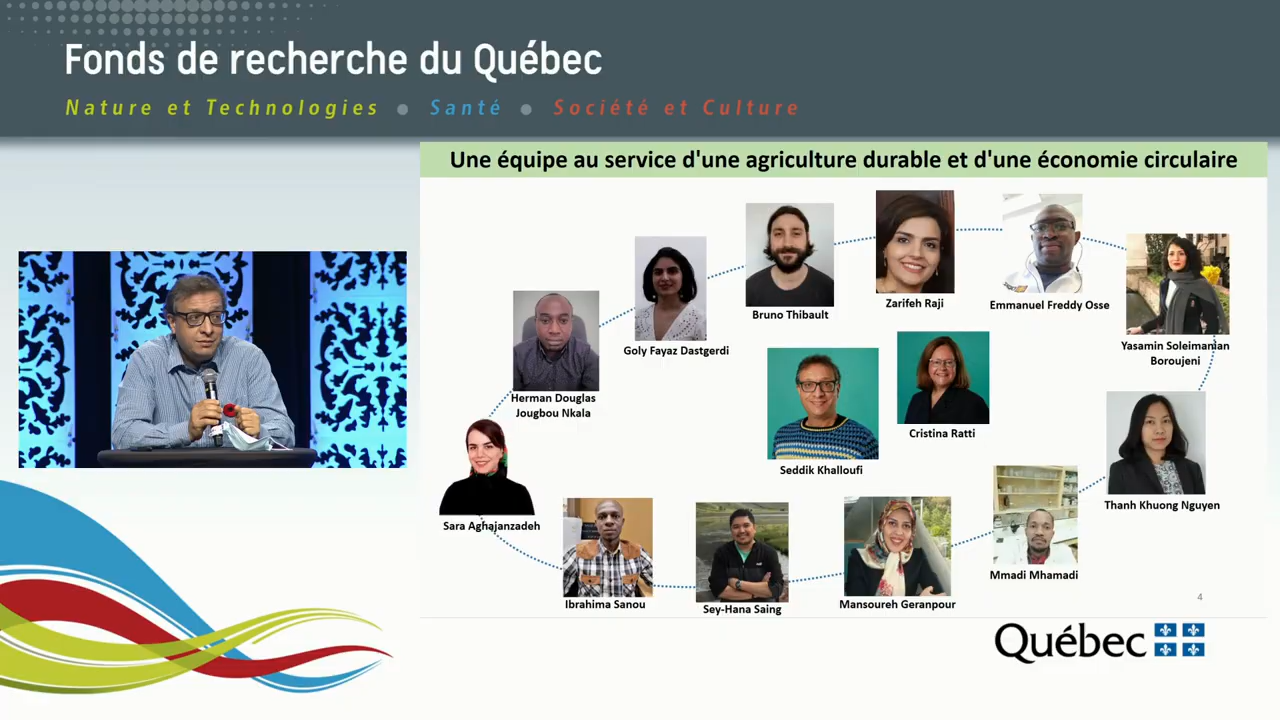 Fonds de recherche du Québec
Nature et Technologies ● Santé ● Société et Culture
Une équipe au service d'une agriculture durable et d'une économie circulaire
Bruno Thibault
Zarifeh Raji
Emmanuel Freddy Osse
Goly Fayaz Dastgerdi
Yasamin Soleimanian
Boroujeni
Herman Douglas
Jougbou Nkala
Cristina Ratti
Seddik Khalloufi
Sara Aghajanzadeh
Thanh Khuong Nguyen
Mmadi Mhamadi
Ibrahima Sanou
Sey-Hana Saing
Mansoureh Geranpour
4
Québec